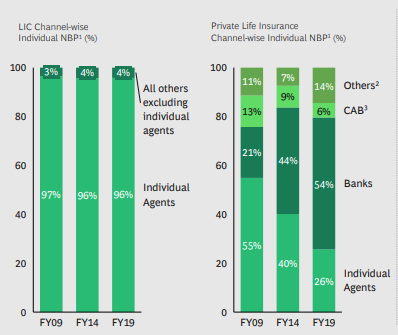 LIC Channel-wise
Individual NBP¹ (%)
100
80
60
40
20
0
3%
4%
4%
97%
96%
96%
All others
excluding
individual
agents
Individual
Agents
FY09
FY14
FY19
Private Life Insurance
Channel-wise Individual NBP¹ (%)
100
80
60
40
20
0
11%
7%
14%
13%
9%
6%
21%
44%
54%
55%
40%
26%
Others²
CAB³
Banks
Individual
Agents
FY09
FY14
FY19